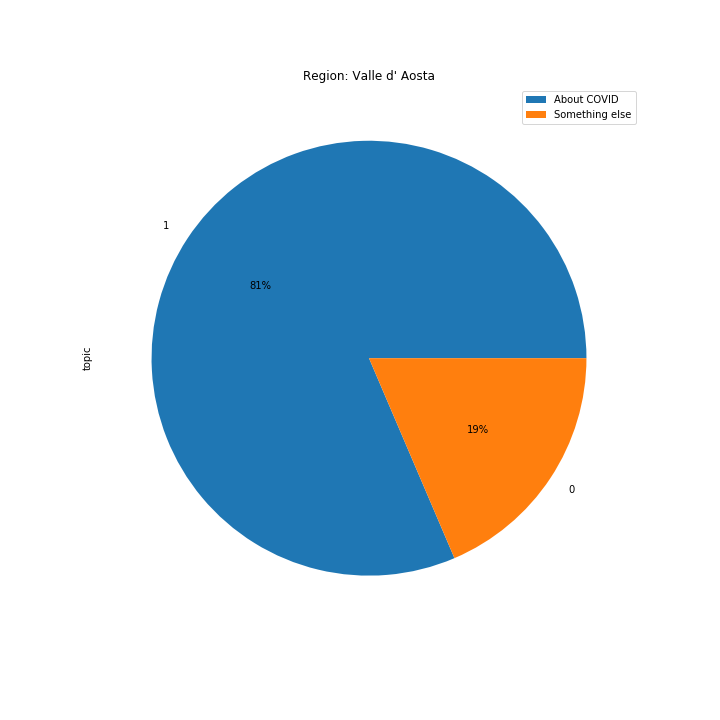 Region: Valle d' Aosta
About COVID
Something else
1
81%
topic
19%
0